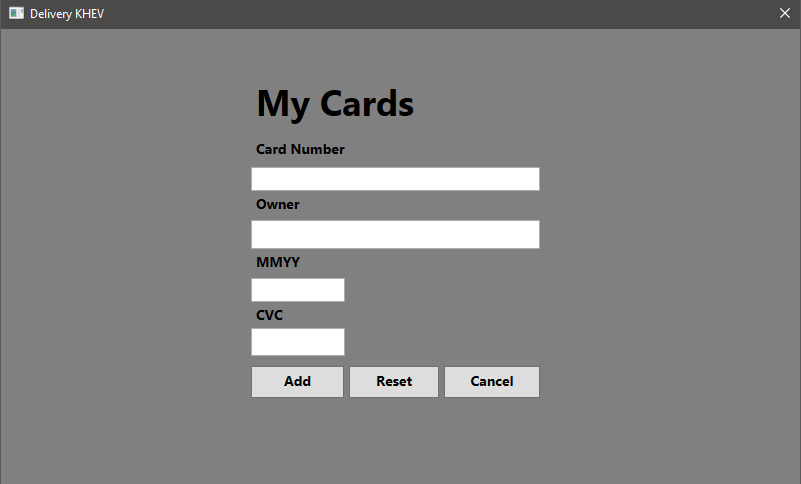 Delivery KHEV
My Cards
Card Number
Owner
MMYY
CVC
Add Reset Cancel